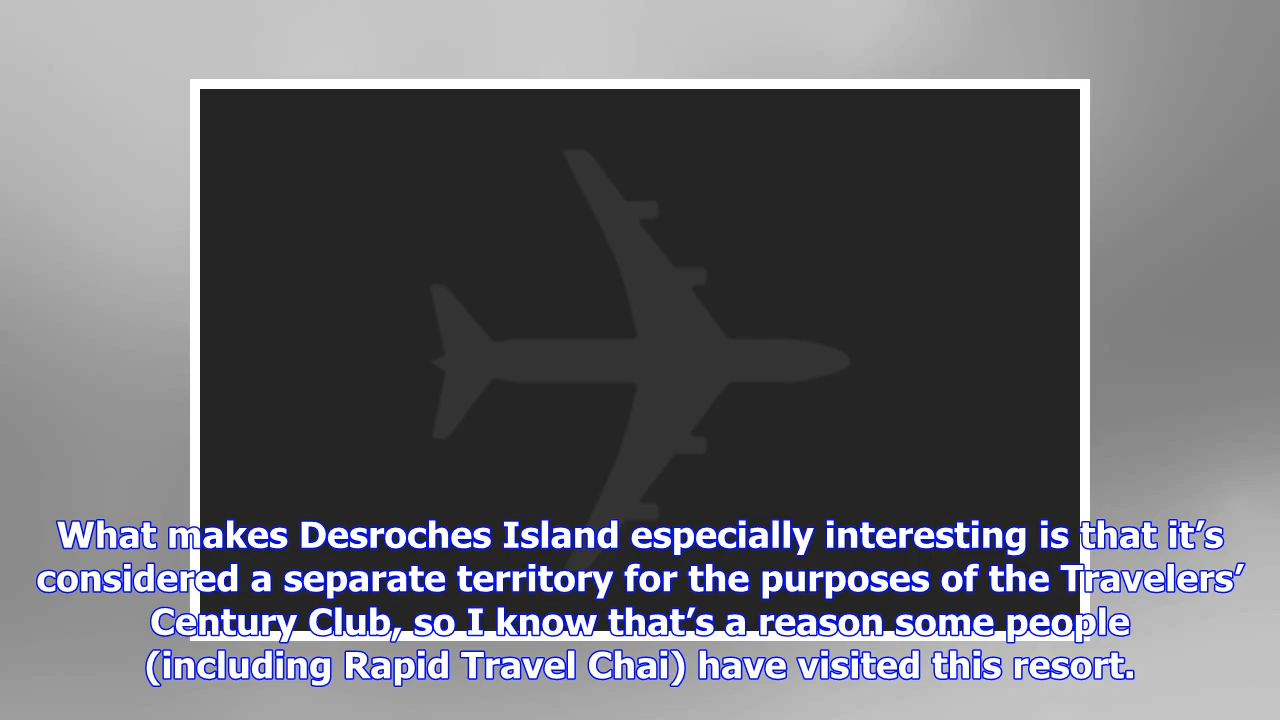 What makes Desroches Island especially interesting is that it’s
considered a separate territory for the purposes of the Travelers’
Century Club, so I know that’s a reason some people
(including Rapid Travel Chai) have visited this resort.